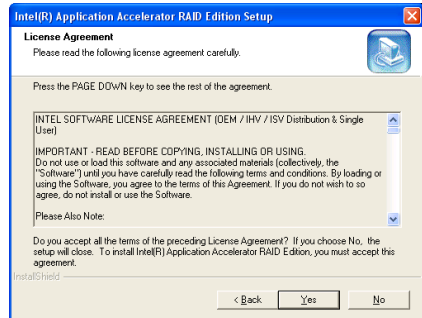 Intel(R) Application Accelerator RAID Edition Setup
License Agreement
Please read the following license agreement carefully.
Press the PAGE DOWN key to see the rest of the agreement.
INTEL SOFTWARE LICENSE AGREEMENT (OEM / IHV / ISV Distribution & Single
User)
IMPORTANT - READ BEFORE COPYING, INSTALLING OR USING.
Do not use or load this software and any associated materials (collectively, the
"Software") until you have carefully read the following terms and conditions. By loading or
using the Software, you agree to the terms of this Agreement. If you do not wish to so
agree, do not install or use the Software.
Please Also Note:
Do you accept all the terms of the preceding License Agreement? If you choose No, the
setup will close. To install Intel(R) Application Accelerator RAID Edition, you must accept this
agreement.
InstallShield
< Back
Yes
No